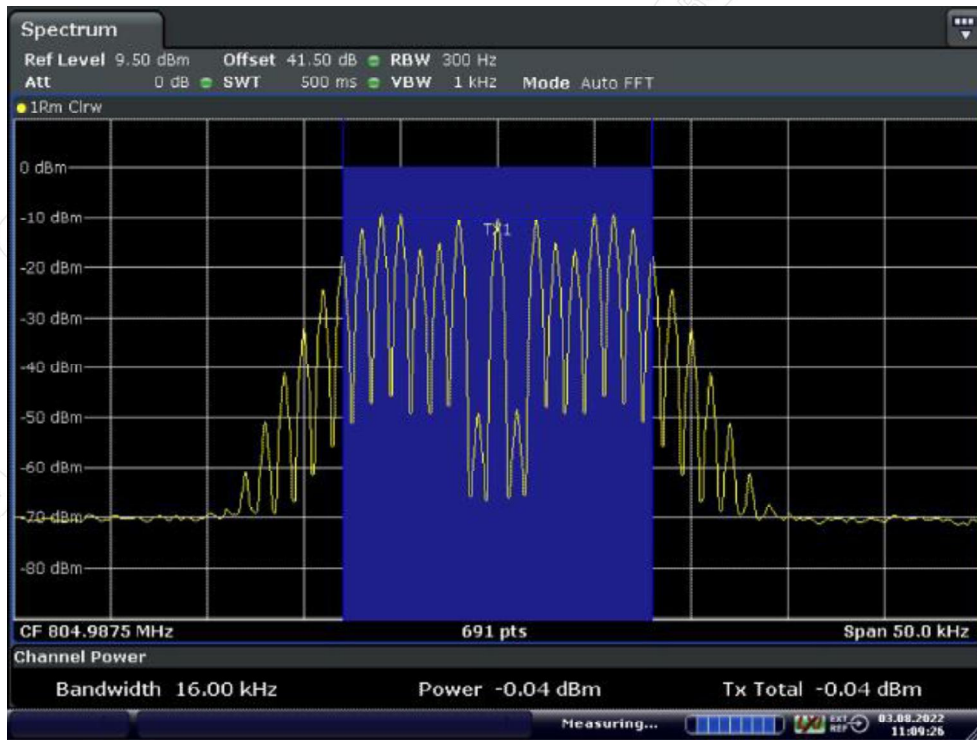 Spectrum
Ref Level 9.50 dBm Offset 41.50 dB RBW 300 Hz
Att 0 dB SWT 500 ms VBW 1 kHz Mode Auto FFT
1Rm Clrw
0 dBm
-10 dBm
TX1
-20 dBm
-30 dBm
-40 dBm
-50 dBm
-60 dBm
-70 dBm
-80 dBm
CF 804.9875 MHz 691 pts Span 50.0 kHz
Channel Power
Bandwidth 16.00 kHz Power -0.04 dBm Tx Total -0.04 dBm
Measuring... LXI EXT REF 03.08.2022
11:09:26